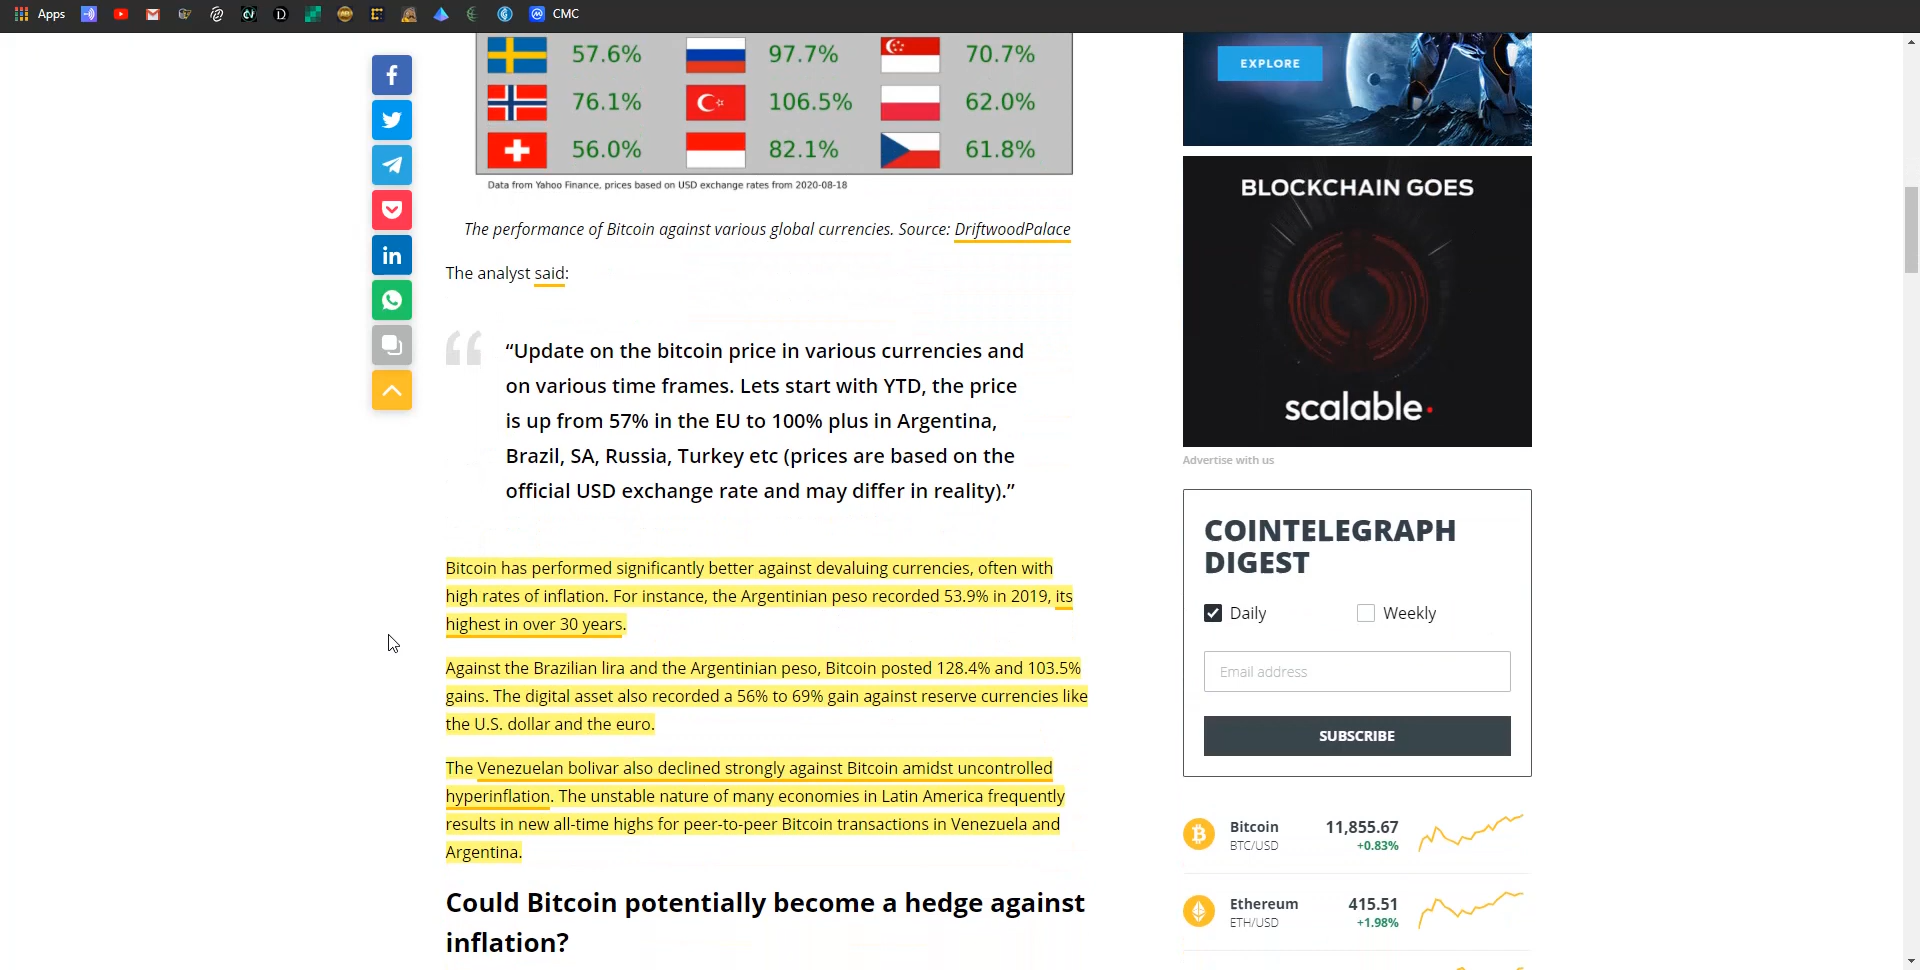 Apps
CMC
57.6% 97.7% 70.7%
76.1% 106.5% 62.0%
56.0% 82.1% 61.8%
Data from Yahoo Finance, prices based on USD exchange rates from 2020-08-18
The performance of Bitcoin against various global currencies. Source: DriftwoodPalace
The analyst said:
“Update on the bitcoin price in various currencies and
on various time frames. Lets start with YTD, the price
is up from 57% in the EU to 100% plus in Argentina,
Brazil, SA, Russia, Turkey etc (prices are based on the
official USD exchange rate and may differ in reality).”
Bitcoin has performed significantly better against devaluing currencies, often with
high rates of inflation. For instance, the Argentinian peso recorded 53.9% in 2019, its
highest in over 30 years.
Against the Brazilian lira and the Argentinian peso, Bitcoin posted 128.4% and 103.5%
gains. The digital asset also recorded a 56% to 69% gain against reserve currencies like
the U.S. dollar and the euro.
The Venezuelan bolivar also declined strongly against Bitcoin amidst uncontrolled
hyperinflation. The unstable nature of many economies in Latin America frequently
results in new all-time highs for peer-to-peer Bitcoin transactions in Venezuela and
Argentina.
Could Bitcoin potentially become a hedge against
inflation?
EXPLORE
BLOCKCHAIN GOES
scalable.
Advertise with us
COINTELEGRAPH
DIGEST
Daily Weekly
Email address
SUBSCRIBE
Bitcoin 11,855.67
BTC/USD +0.83%
Ethereum 415.51
ETH/USD +1.98%